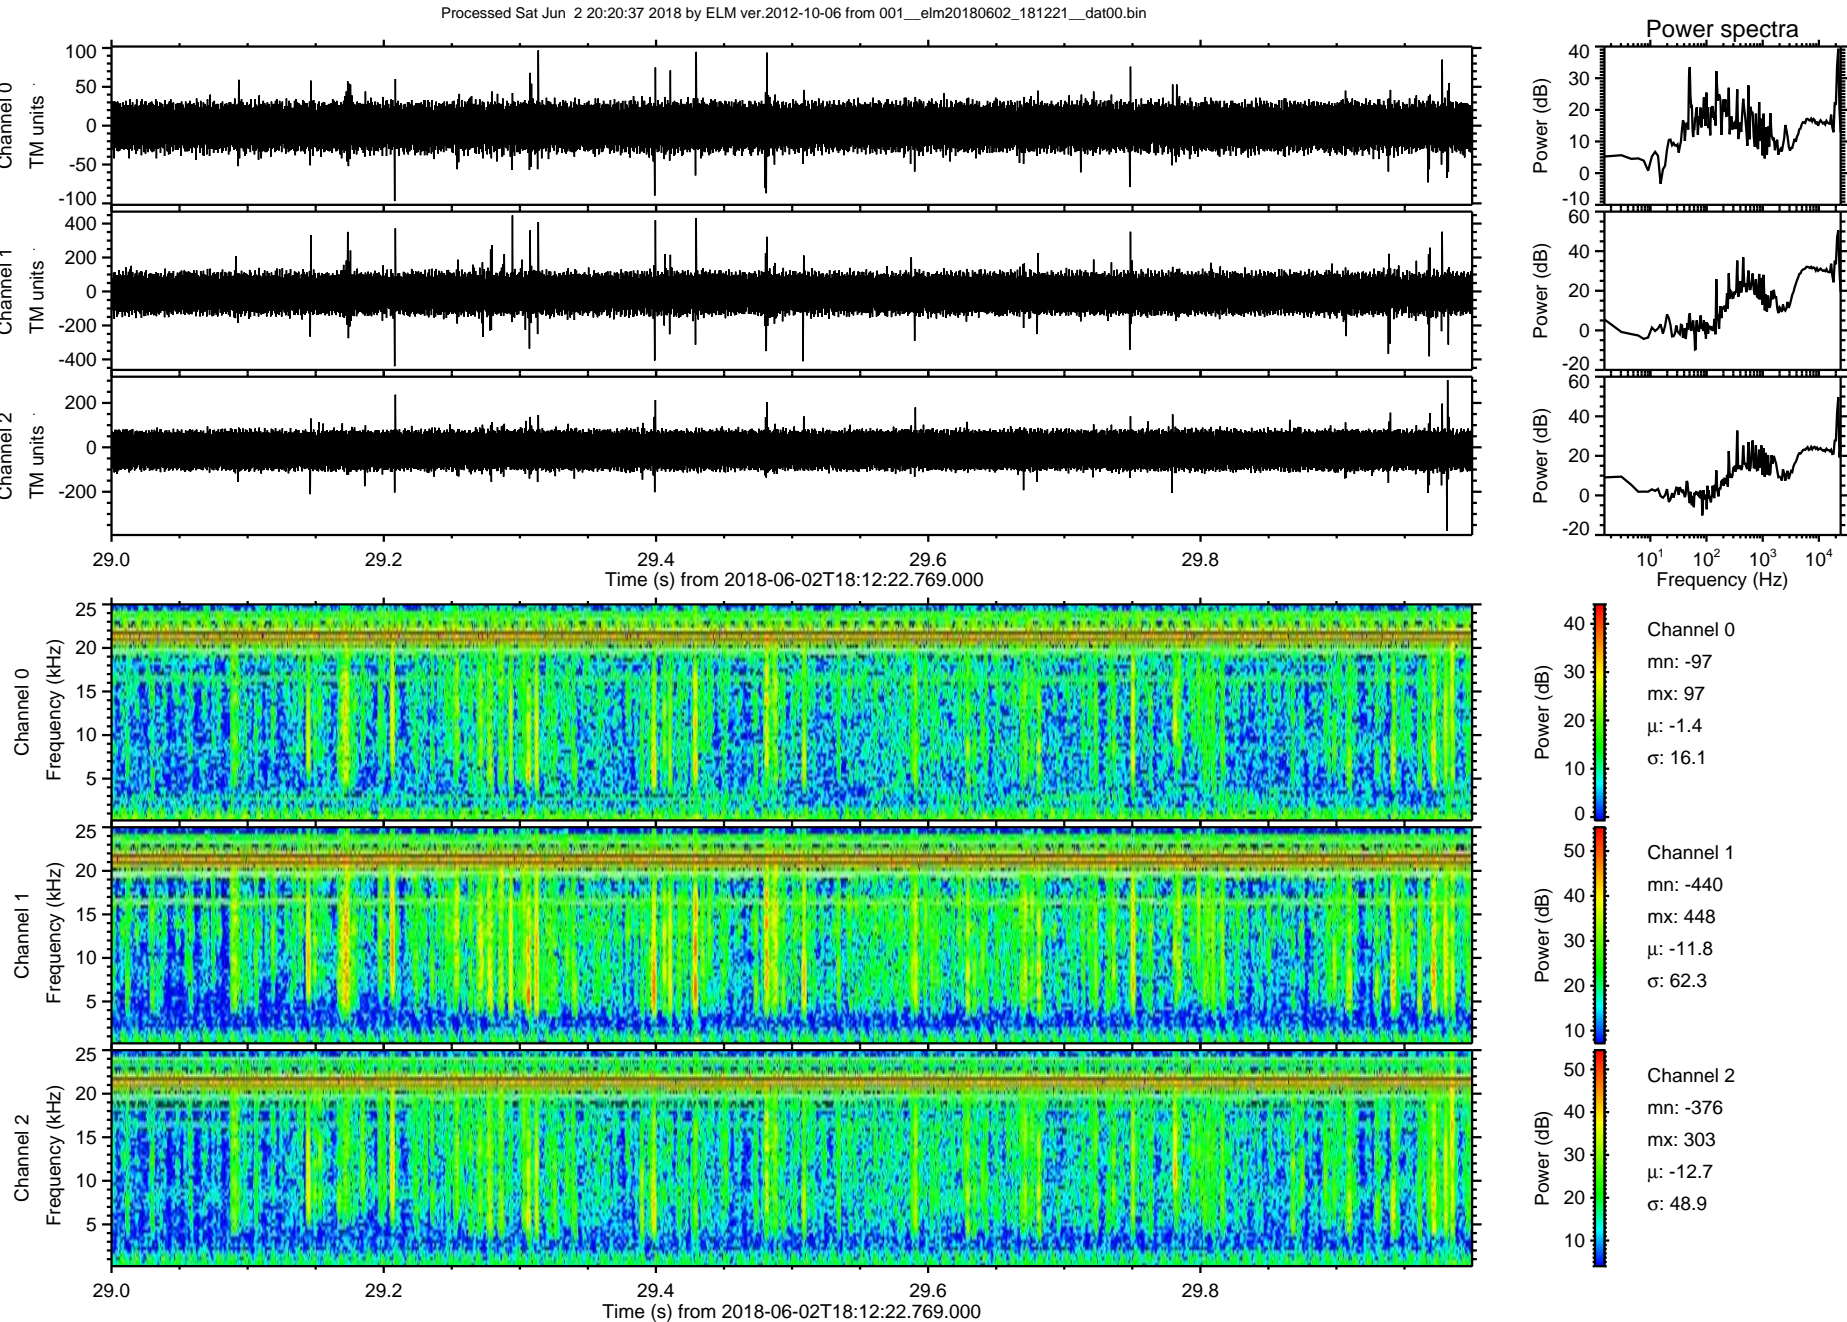 Processed Sat Jun  2 20:20:37 2018 by ELM ver.2012-10-06 from 001__elm20180602_181221__dat00.bin
Power spectra
Channel 0
TM units
100
50
0
-50
-100
Power (dB)
40
30
20
10
0
-10
Channel 1
TM units
400
200
0
-200
-400
Power (dB)
60
40
20
0
-20
Channel 2
TM units
200
0
-200
Power (dB)
60
40
20
0
-20
29.0 29.2 29.4 29.6 29.8
Time (s) from 2018-06-02T18:12:22.769.000
10¹ 10² 10³ 10⁴
Frequency (Hz)
Channel 0
Frequency (kHz)
25
20
15
10
5
Power (dB)
40
30
20
10
0
Channel 0
mn: -97
mx: 97
μ: -1.4
σ: 16.1
Channel 1
Frequency (kHz)
25
20
15
10
5
Power (dB)
50
40
30
20
10
Channel 1
mn: -440
mx: 448
μ: -11.8
σ: 62.3
Channel 2
Frequency (kHz)
25
20
15
10
5
Power (dB)
50
40
30
20
10
Channel 2
mn: -376
mx: 303
μ: -12.7
σ: 48.9
29.0 29.2 29.4 29.6 29.8
Time (s) from 2018-06-02T18:12:22.769.000